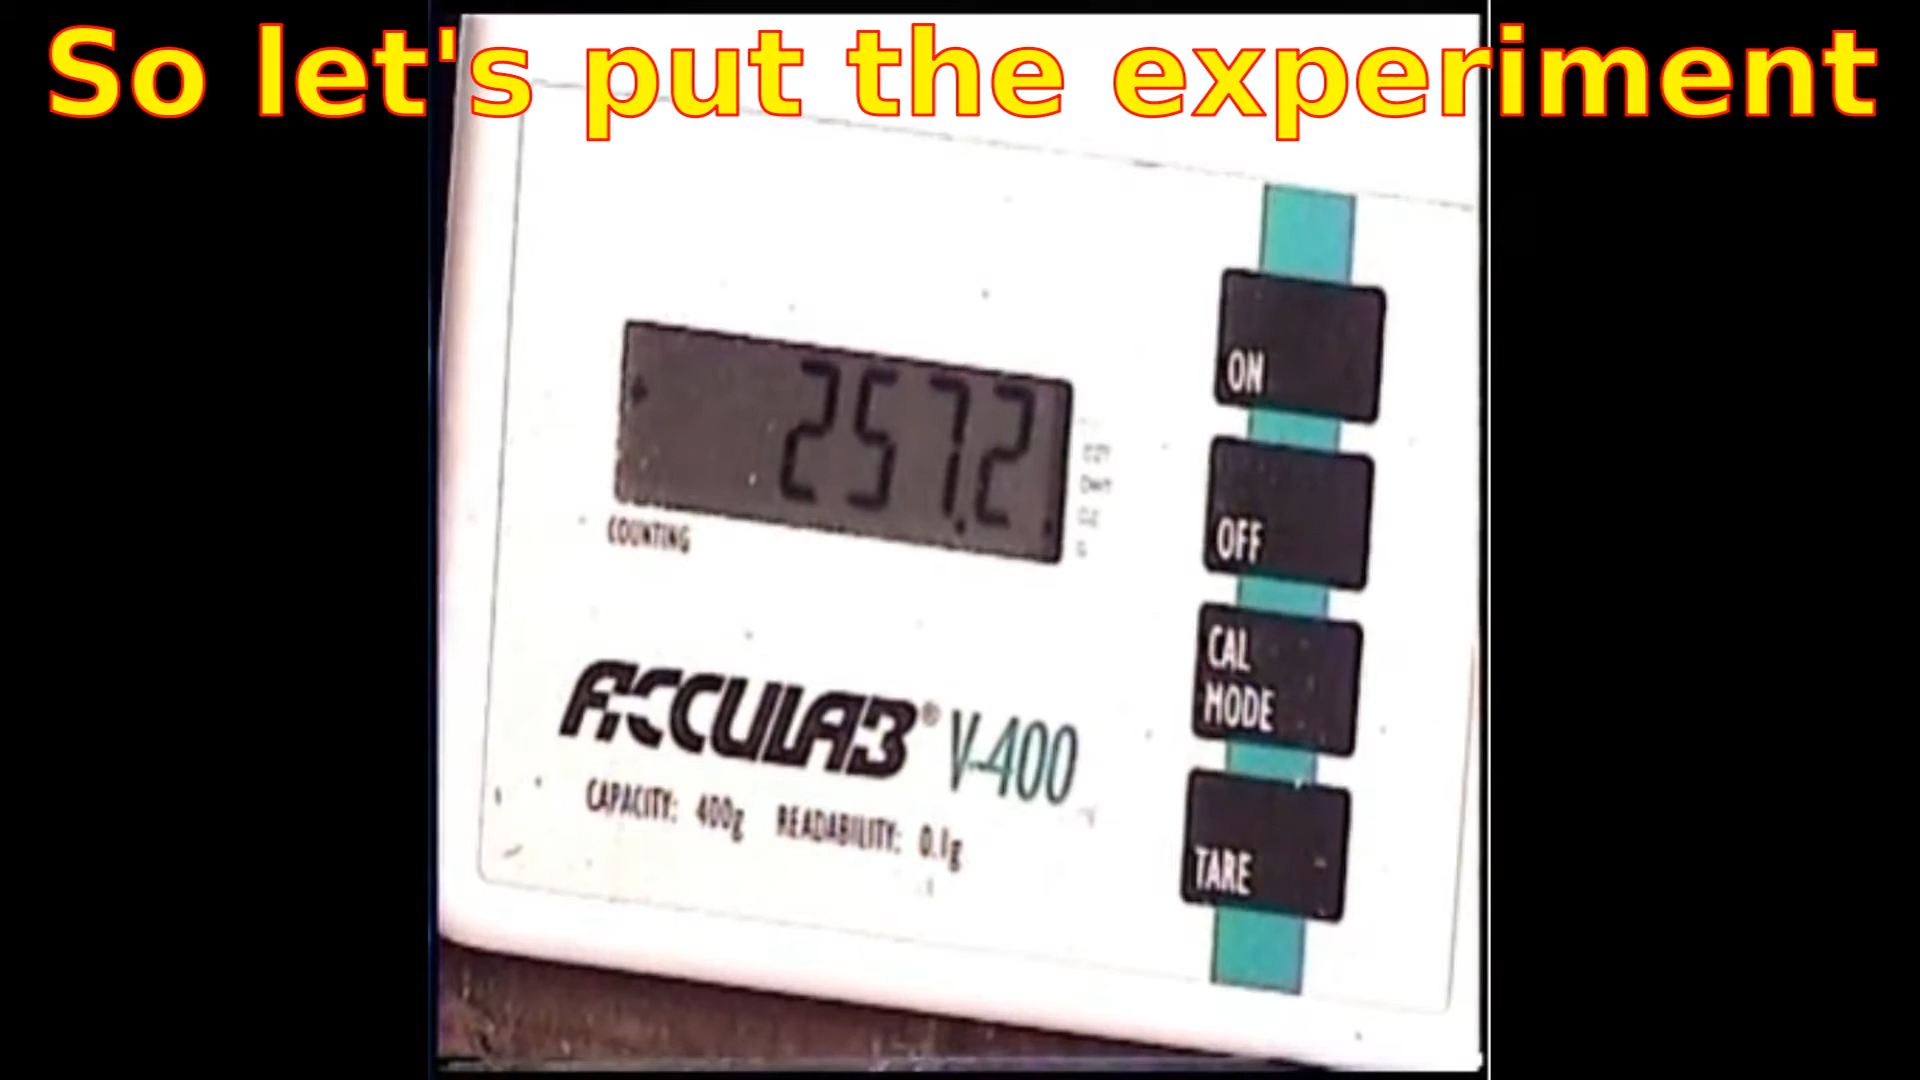 So let's put the experiment
257.2
COUNTING
ON
OFF
CAL
MODE
TARE
ACCULAB® V-400
CAPACITY: 400g READABILITY: 0.1g